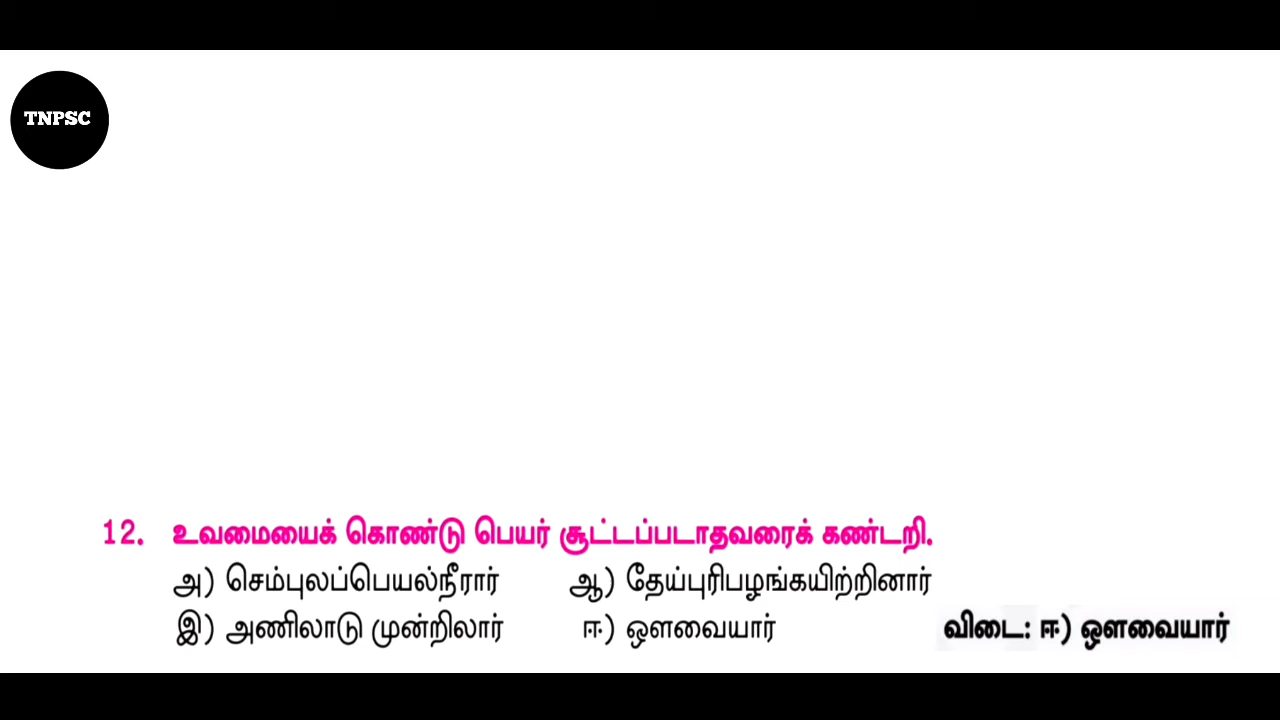 TNPSC
12. உவமையைக் கொண்டு பெயர் சூட்டப்படாதவரைக் கண்டறி.
அ) செம்புலப்பெயல்நீரார் ஆ) தேய்புரிபழங்கயிற்றினார்
இ) அணிலாடு முன்றிலார் ஈ) ஔவையார் விடை: ஈ) ஔவையார்